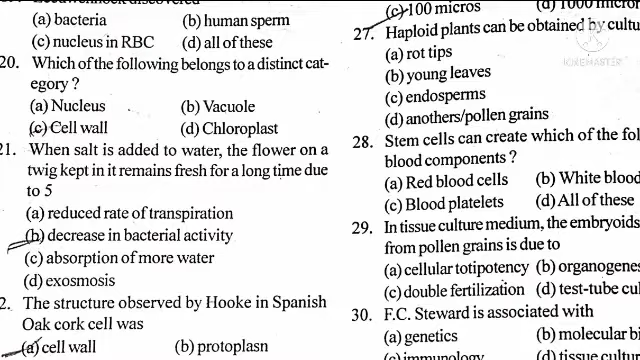 (a) bacteria (b) human sperm
(c) nucleus in RBC (d) all of these
20. Which of the following belongs to a distinct cat-
egory ?
(a) Nucleus (b) Vacuole
(c) Cell wall (d) Chloroplast
21. When salt is added to water, the flower on a
twig kept in it remains fresh for a long time due
to 5
(a) reduced rate of transpiration
(b) decrease in bacterial activity
(c) absorption of more water
(d) exosmosis
2. The structure observed by Hooke in Spanish
Oak cork cell was
(a) cell wall (b) protoplasn
(c) 100 micros (d) 1000 micror
27. Haploid plants can be obtained by cultu
(a) rot tips
(b) young leaves
(c) endosperms
(d) anothers/pollen grains
28. Stem cells can create which of the fol
blood components ?
(a) Red blood cells (b) White blood
(c) Blood platelets (d) All of these
29. In tissue culture medium, the embryoids
from pollen grains is due to
(a) cellular totipotency (b) organogenes
(c) double fertilization (d) test-tube cul
30. F.C. Steward is associated with
(a) genetics (b) molecular bi
(c) immunology (d) tissue cultur
KINEMASTER